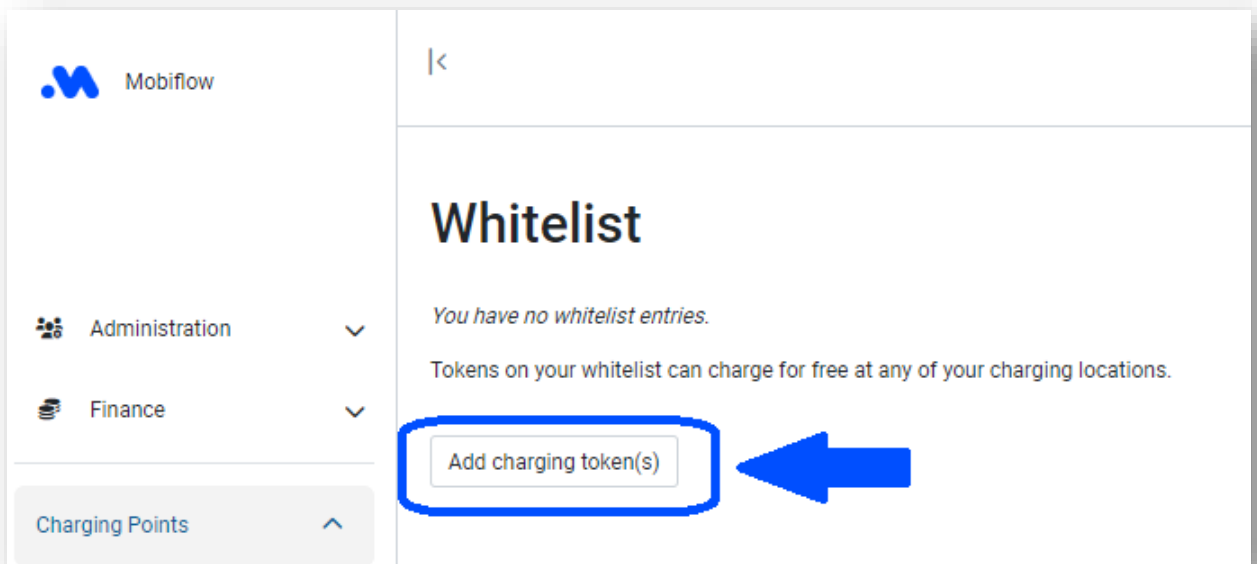 Mobiflow
Whitelist
You have no whitelist entries.
Administration
Tokens on your whitelist can charge for free at any of your charging locations.
Finance
Add charging token(s)
Charging Points